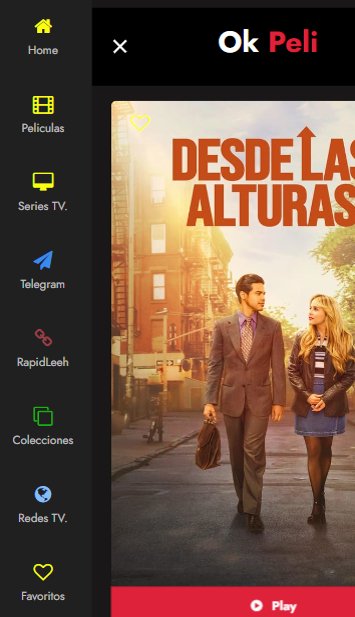 Home
Peliculas
Series TV.
Telegram
RapidLeeh
Colecciones
Redes TV.
Favoritos
Ok Peli
DESDE LAS
ALTURAS
Play